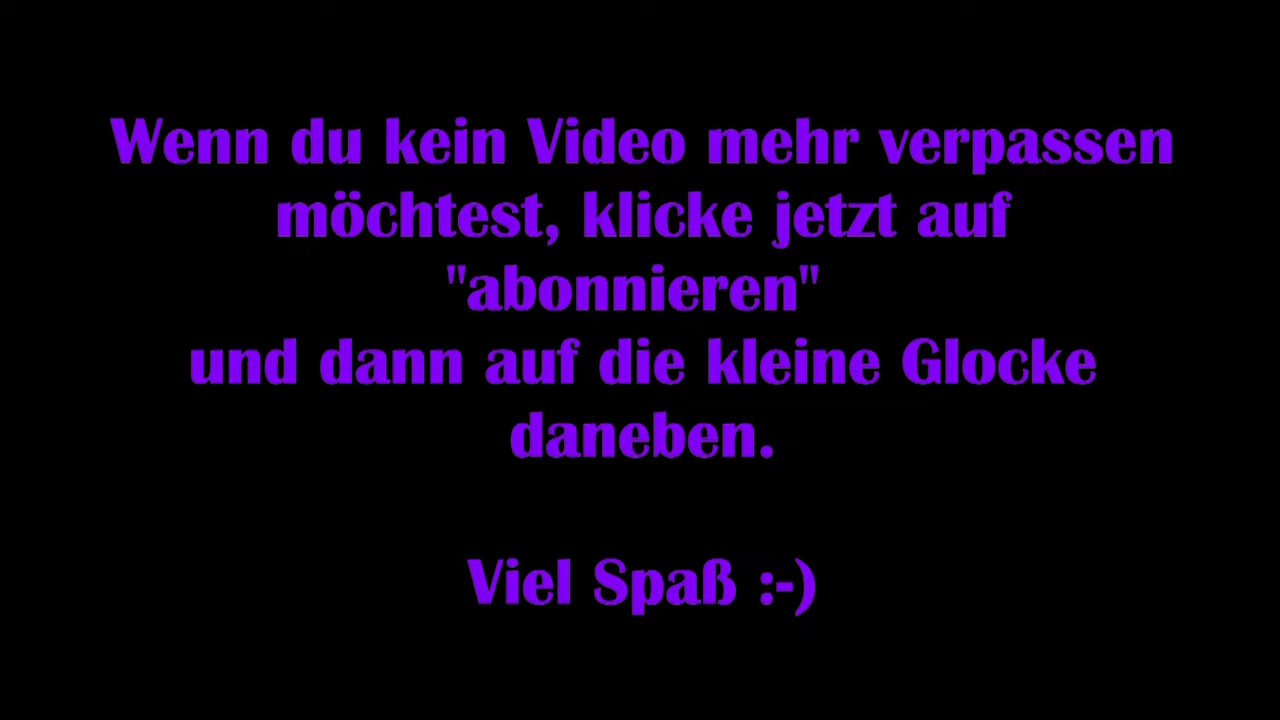 Wenn du kein Video mehr verpassen
möchtest, klicke jetzt auf
"abonnieren"
und dann auf die kleine Glocke
daneben.
Viel Spaß :-)